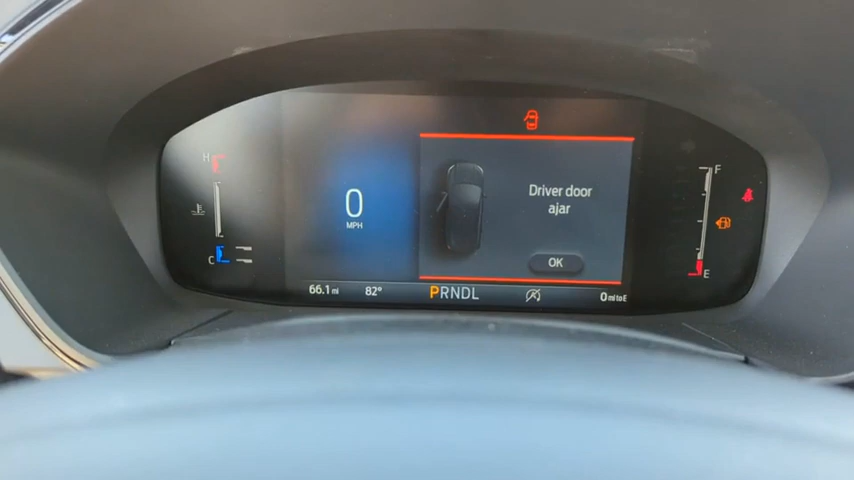 H
C
0
MPH
Driver door
ajar
OK
F
E
66.1 mi
82°
PRNDL
0 mi to E